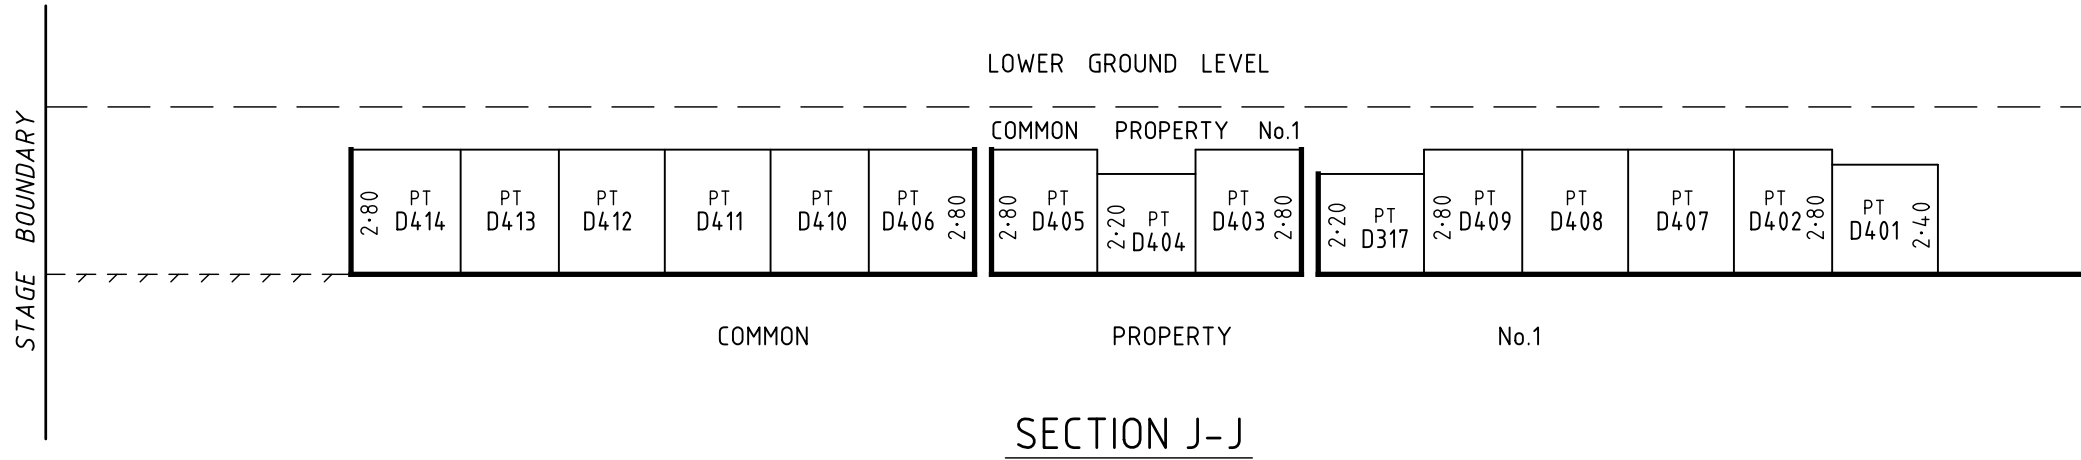 LOWER GROUND LEVEL
COMMON PROPERTY No.1
STAGE BOUNDARY
2·80
PT
D414
PT
D413
PT
D412
PT
D411
PT
D410
PT
D406
2·80
2·80
PT
D405
2·20
PT
D404
PT
D403
2·80
2·20
PT
D317
2·80
PT
D409
PT
D408
PT
D407
PT
D402
2·80
PT
D401
2·40
COMMON PROPERTY No.1
SECTION J-J